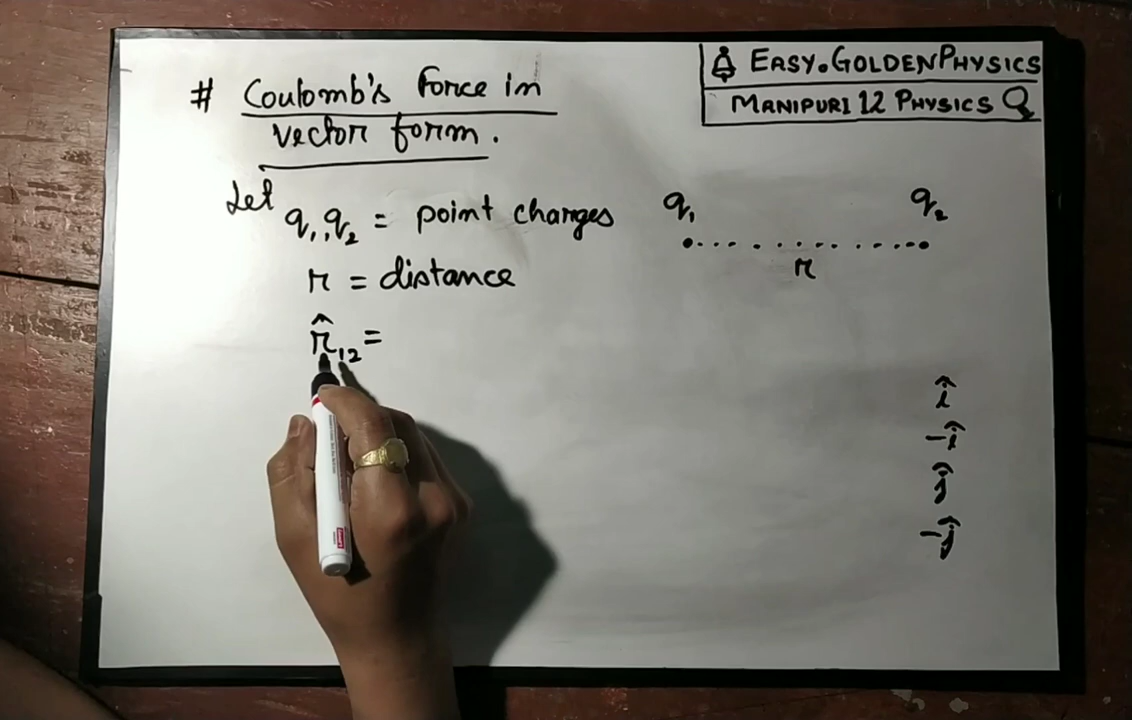 # Coulomb's Force in
vector form.
EASY.GOLDENPHYSICS
MANIPURI 12 PHYSICS
Let q₁,q₂ = point charges
r = distance
r̂₁₂ =
q₁ q₂
r
î
-î
ĵ
-ĵ